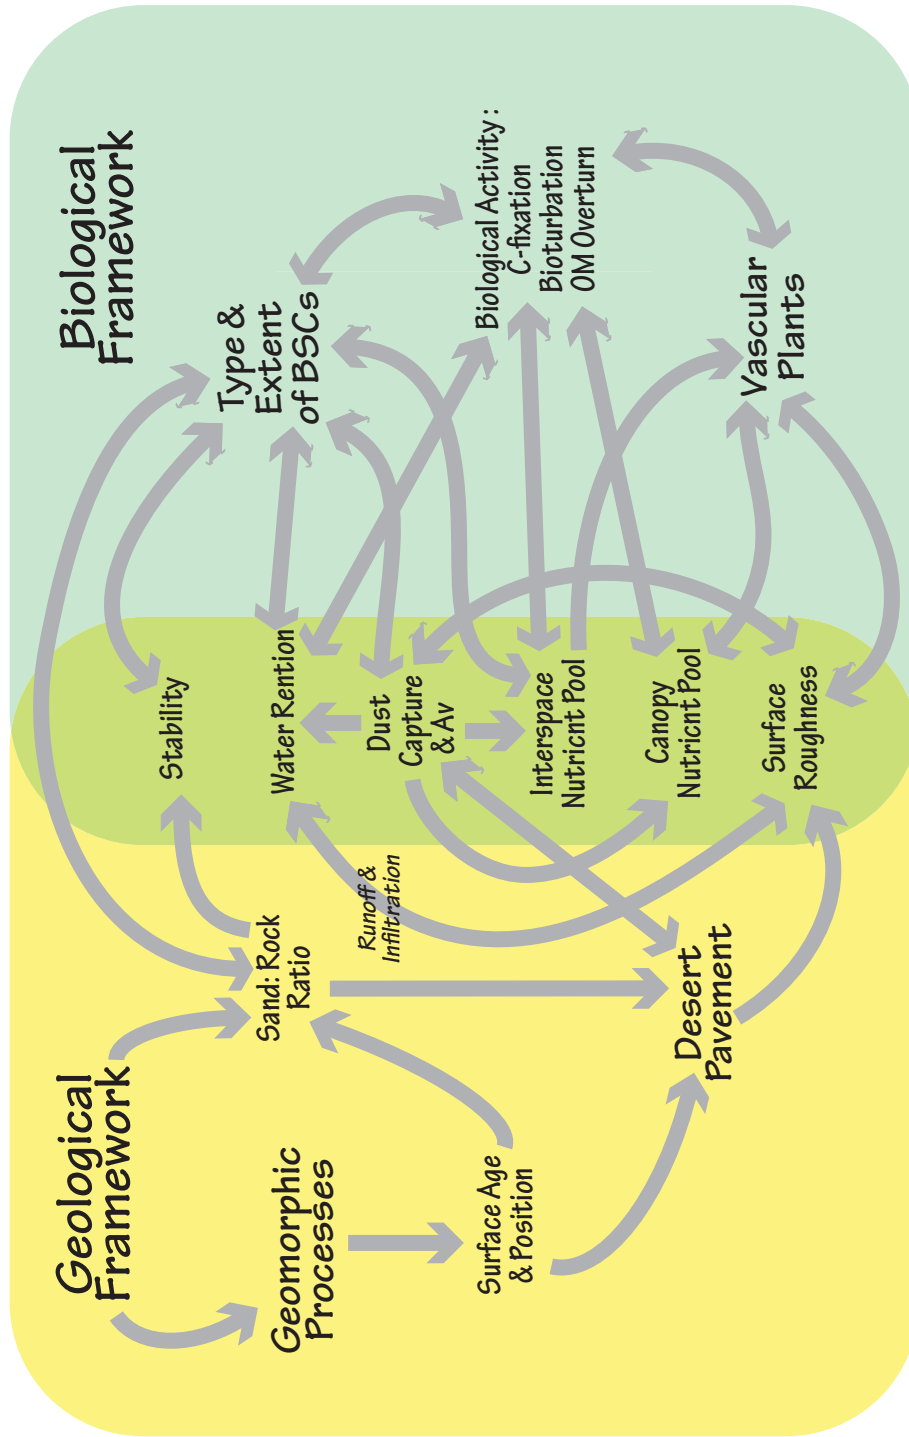 Geological
Framework
Biological
Framework
Geomorphic
Processes
Surface Age
& Position
Sand: Rock
Ratio
Desert
Pavement
Runoff &
Infiltration
Stability
Water Rention
Dust
Capture
& Av
Interspace
Nutricnt Pool
Canopy
Nutricnt Pool
Surface
Roughness
Type &
Extent
of BSCs
Biological Activity :
C-fixation
Bioturbation
OM Overturn
Vascular
Plants